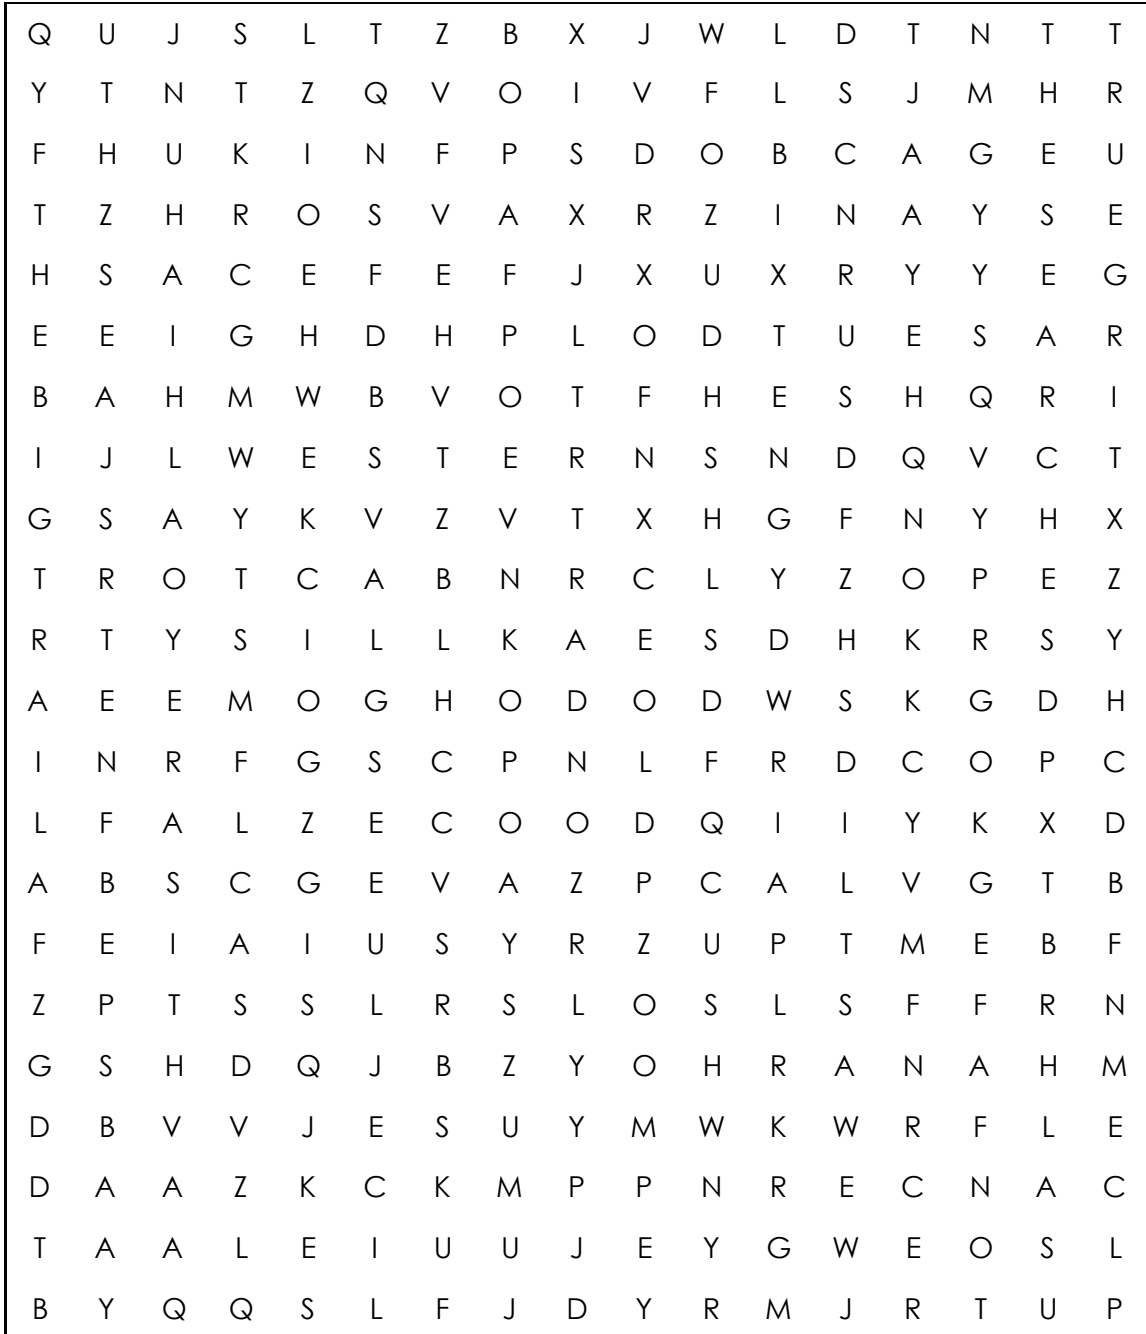 Q U J S L T Z B X J W L D T N T T
Y T N T Z Q V O I V F L S J M H R
F H U K I N F P S D O B C A G E U
T Z H R O S V A X R Z I N A Y S E
H S A C E F E F J X U X R Y Y E G
E E I G H D H P L O D T U E S A R
B A H M W B V O T F H E S H Q R I
I J L W E S T E R N S N D Q V C T
G S A Y K V Z V T X H G F N Y H X
T R O T C A B N R C L Y Z O P E Z
R T Y S I L L K A E S D H K R S Y
A E E M O G H O D O D W S K G D H
I N R F G S C P N L F R D C O P C
L F A L Z E C O O D Q I I Y K X D
A B S C G E V A Z P C A L V G T B
F E I A I U S Y R Z U P T M E B F
Z P T S S L R S L O S L S F F R N
G S H D Q J B Z Y O H R A N A H M
D B V V J E S U Y M W K W R F L E
D A A Z K C K M P P N R E C N A C
T A A L E I U U J E Y G W E O S L
B Y Q Q S L F J D Y R M J R T U P